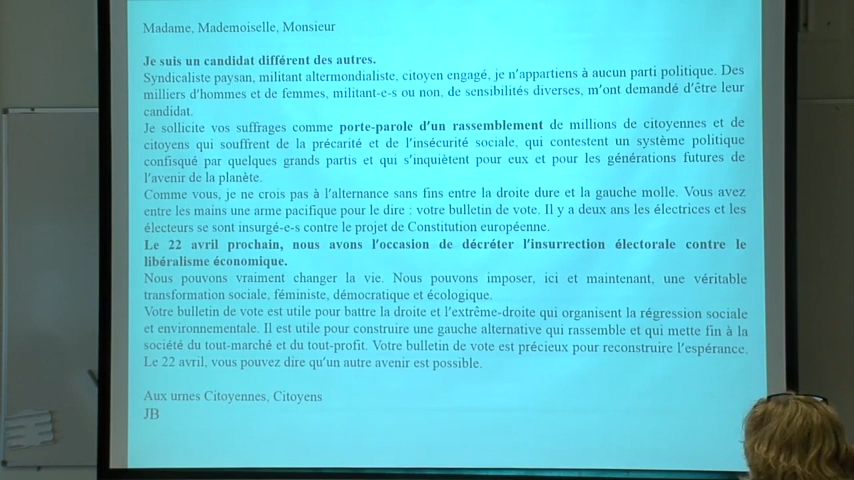 Madame, Mademoiselle, Monsieur
Je suis un candidat différent des autres.
Syndicaliste paysan, militant altermondialiste, citoyen engagé, je n'appartiens à aucun parti politique. Des
milliers d'hommes et de femmes, militant-e-s ou non, de sensibilités diverses, m'ont demandé d'être leur
candidat.
Je sollicite vos suffrages comme porte-parole d'un rassemblement de millions de citoyennes et de
citoyens qui souffrent de la précarité et de l'insécurité sociale, qui contestent un système politique
confisqué par quelques grands partis et qui s'inquiètent pour eux et pour les générations futures de
l'avenir de la planète.
Comme vous, je ne crois pas à l'alternance sans fins entre la droite dure et la gauche molle. Vous avez
entre les mains une arme pacifique pour le dire : votre bulletin de vote. Il y a deux ans les électrices et les
électeurs se sont insurgé-e-s contre le projet de Constitution européenne.
Le 22 avril prochain, nous avons l'occasion de décréter l'insurrection électorale contre le
libéralisme économique.
Nous pouvons vraiment changer la vie. Nous pouvons imposer, ici et maintenant, une véritable
transformation sociale, féministe, démocratique et écologique.
Votre bulletin de vote est utile pour battre la droite et l'extrême-droite qui organisent la régression sociale
et environnementale. Il est utile pour construire une gauche alternative qui rassemble et qui mette fin à la
société du tout-marché et du tout-profit. Votre bulletin de vote est précieux pour reconstruire l'espérance.
Le 22 avril, vous pouvez dire qu'un autre avenir est possible.
Aux urnes Citoyennes, Citoyens
JB